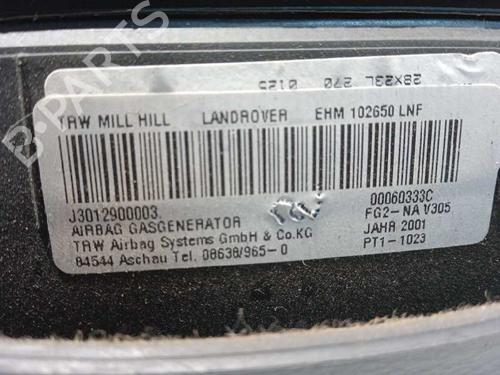 28X23L 270 0125
TRW MILL HILL LANDROVER EHM 102650 LNF
J3012900003. 00060333C
AIRBAG GASGENERATOR FG2-NA V305
TRW Airbag Systems GmbH & Co.KG JAHR 2001
84544 Aschau Tel. 08638/965-0 PT1-1023
B-PARTS